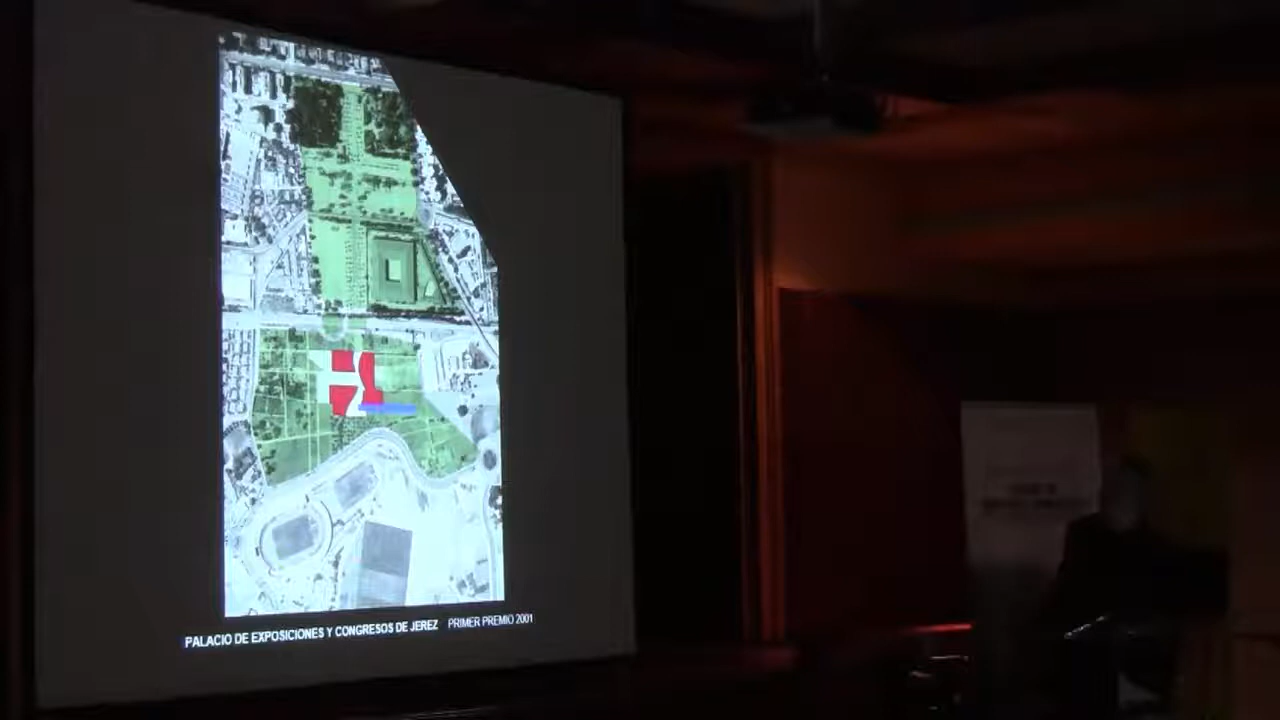 PALACIO DE EXPOSICIONES Y CONGRESOS DE JEREZ PRIMER PREMIO 2001